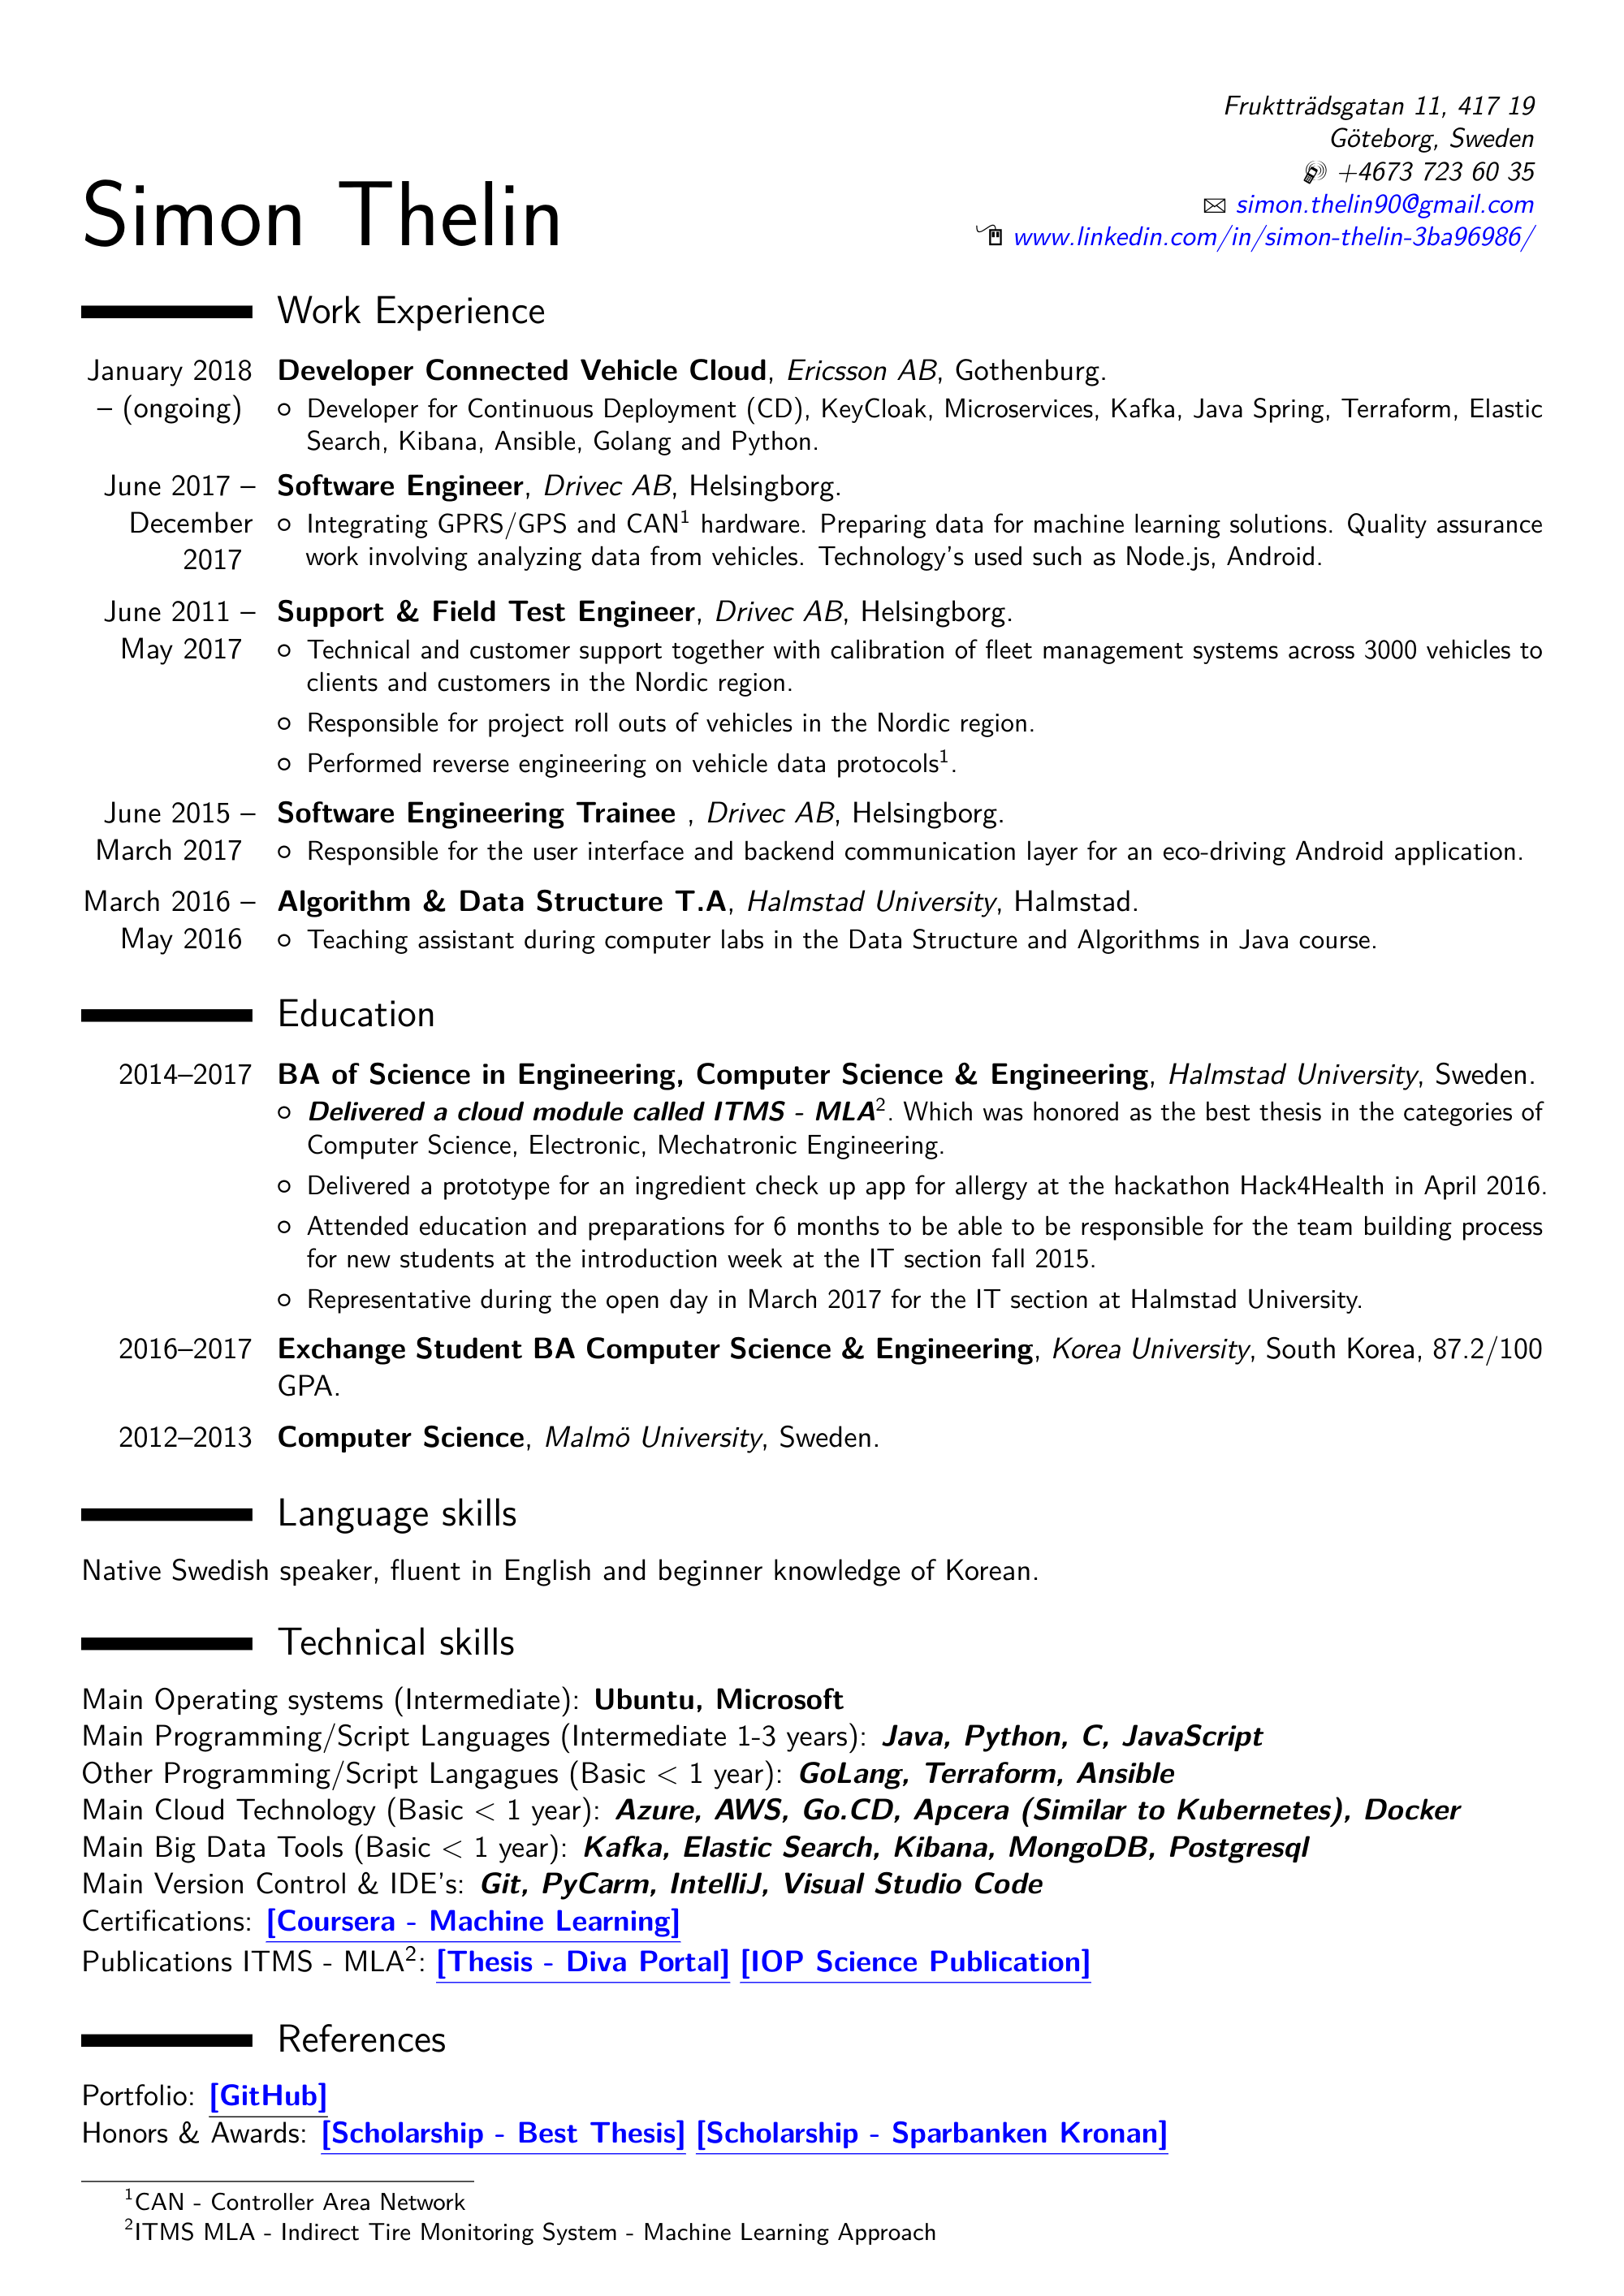 Fruktträdsgatan 11, 417 19
Göteborg, Sweden
+4673 723 60 35
simon.thelin90@gmail.com
www.linkedin.com/in/simon-thelin-3ba96986/
Simon Thelin
Work Experience
January 2018 – (ongoing)
Developer Connected Vehicle Cloud, Ericsson AB, Gothenburg.
○ Developer for Continuous Deployment (CD), KeyCloak, Microservices, Kafka, Java Spring, Terraform, Elastic
Search, Kibana, Ansible, Golang and Python.
June 2017 – December 2017
Software Engineer, Drivec AB, Helsingborg.
○ Integrating GPRS/GPS and CAN¹ hardware. Preparing data for machine learning solutions. Quality assurance
work involving analyzing data from vehicles. Technology's used such as Node.js, Android.
June 2011 – May 2017
Support & Field Test Engineer, Drivec AB, Helsingborg.
○ Technical and customer support together with calibration of fleet management systems across 3000 vehicles to
clients and customers in the Nordic region.
○ Responsible for project roll outs of vehicles in the Nordic region.
○ Performed reverse engineering on vehicle data protocols¹.
June 2015 – March 2017
Software Engineering Trainee , Drivec AB, Helsingborg.
○ Responsible for the user interface and backend communication layer for an eco-driving Android application.
March 2016 – May 2016
Algorithm & Data Structure T.A, Halmstad University, Halmstad.
○ Teaching assistant during computer labs in the Data Structure and Algorithms in Java course.
Education
2014–2017 BA of Science in Engineering, Computer Science & Engineering, Halmstad University, Sweden.
○ Delivered a cloud module called ITMS - MLA². Which was honored as the best thesis in the categories of
Computer Science, Electronic, Mechatronic Engineering.
○ Delivered a prototype for an ingredient check up app for allergy at the hackathon Hack4Health in April 2016.
○ Attended education and preparations for 6 months to be able to be responsible for the team building process
for new students at the introduction week at the IT section fall 2015.
○ Representative during the open day in March 2017 for the IT section at Halmstad University.
2016–2017 Exchange Student BA Computer Science & Engineering, Korea University, South Korea, 87.2/100
GPA.
2012–2013 Computer Science, Malmö University, Sweden.
Language skills
Native Swedish speaker, fluent in English and beginner knowledge of Korean.
Technical skills
Main Operating systems (Intermediate): Ubuntu, Microsoft
Main Programming/Script Languages (Intermediate 1-3 years): Java, Python, C, JavaScript
Other Programming/Script Langagues (Basic < 1 year): GoLang, Terraform, Ansible
Main Cloud Technology (Basic < 1 year): Azure, AWS, Go.CD, Apcera (Similar to Kubernetes), Docker
Main Big Data Tools (Basic < 1 year): Kafka, Elastic Search, Kibana, MongoDB, Postgresql
Main Version Control & IDE's: Git, PyCarm, IntelliJ, Visual Studio Code
Certifications: [Coursera - Machine Learning]
Publications ITMS - MLA²: [Thesis - Diva Portal] [IOP Science Publication]
References
Portfolio: [GitHub]
Honors & Awards: [Scholarship - Best Thesis] [Scholarship - Sparbanken Kronan]
¹CAN - Controller Area Network
²ITMS MLA - Indirect Tire Monitoring System - Machine Learning Approach